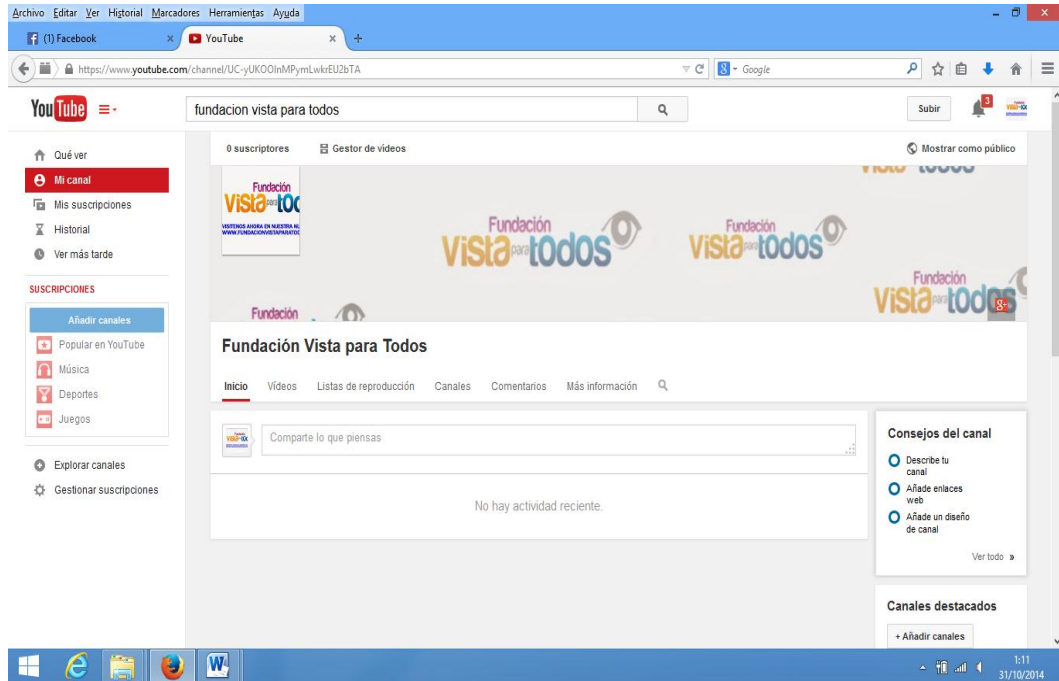 Archivo Editar Ver Historial Marcadores Herramientas Ayuda
(1) Facebook × YouTube × +
https://www.youtube.com/channel/UC-yUKOOInMPymLwkrEU2bTA Google
YouTube fundacion vista para todos Subir 3
Qué ver
Mi canal
Mis suscripciones
Historial
Ver más tarde
SUSCRIPCIONES
Añadir canales
Popular en YouTube
Música
Deportes
Juegos
Explorar canales
Gestionar suscripciones
0 suscriptores Gestor de vídeos Mostrar como público
Fundación
vista para
VISITENOS AHORA EN NUESTRA
Fundación
vista para todos
Fundación
vista para todos
Fundación
vista para todos
Fundación
Fundación Vista para Todos
Inicio Vídeos Listas de reproducción Canales Comentarios Más información
Comparte lo que piensas
No hay actividad reciente.
Consejos del canal
Describe tu
canal
Añade enlaces
web
Añade un diseño
de canal
Ver todo »
Canales destacados
+ Añadir canales
1:11
31/10/2014